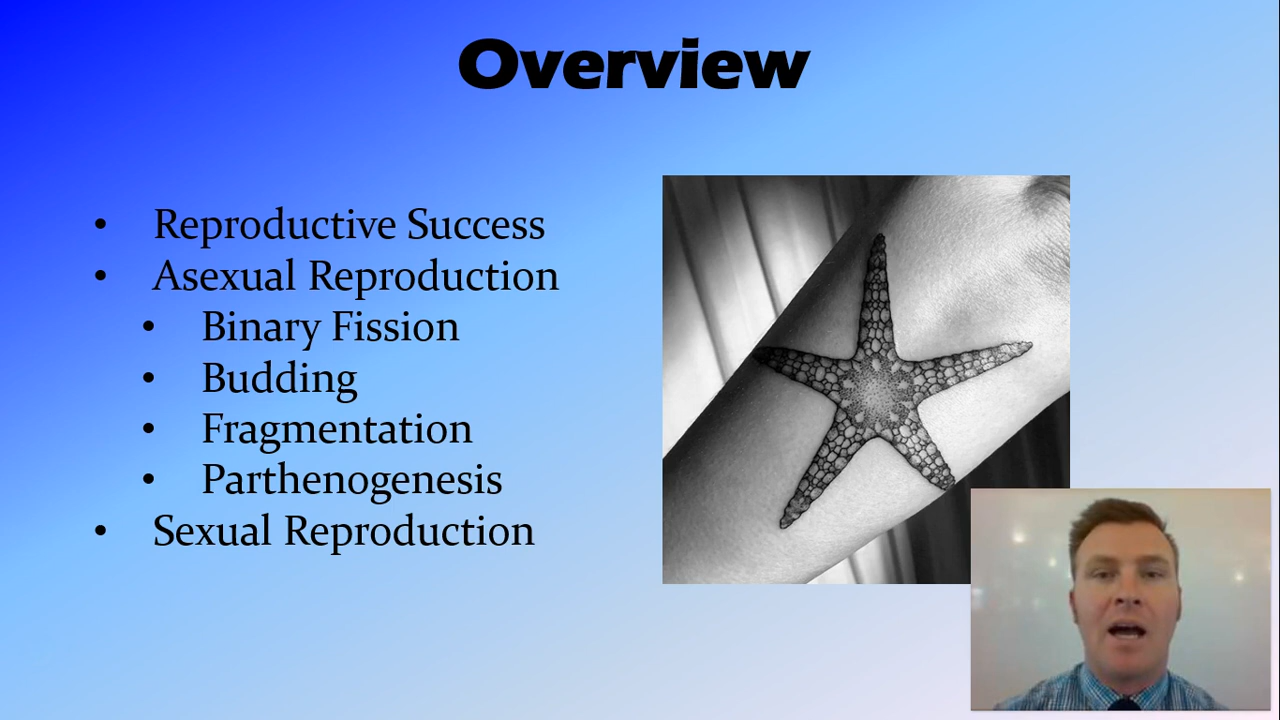 Overview
• Reproductive Success
• Asexual Reproduction
• Binary Fission
• Budding
• Fragmentation
• Parthenogenesis
• Sexual Reproduction